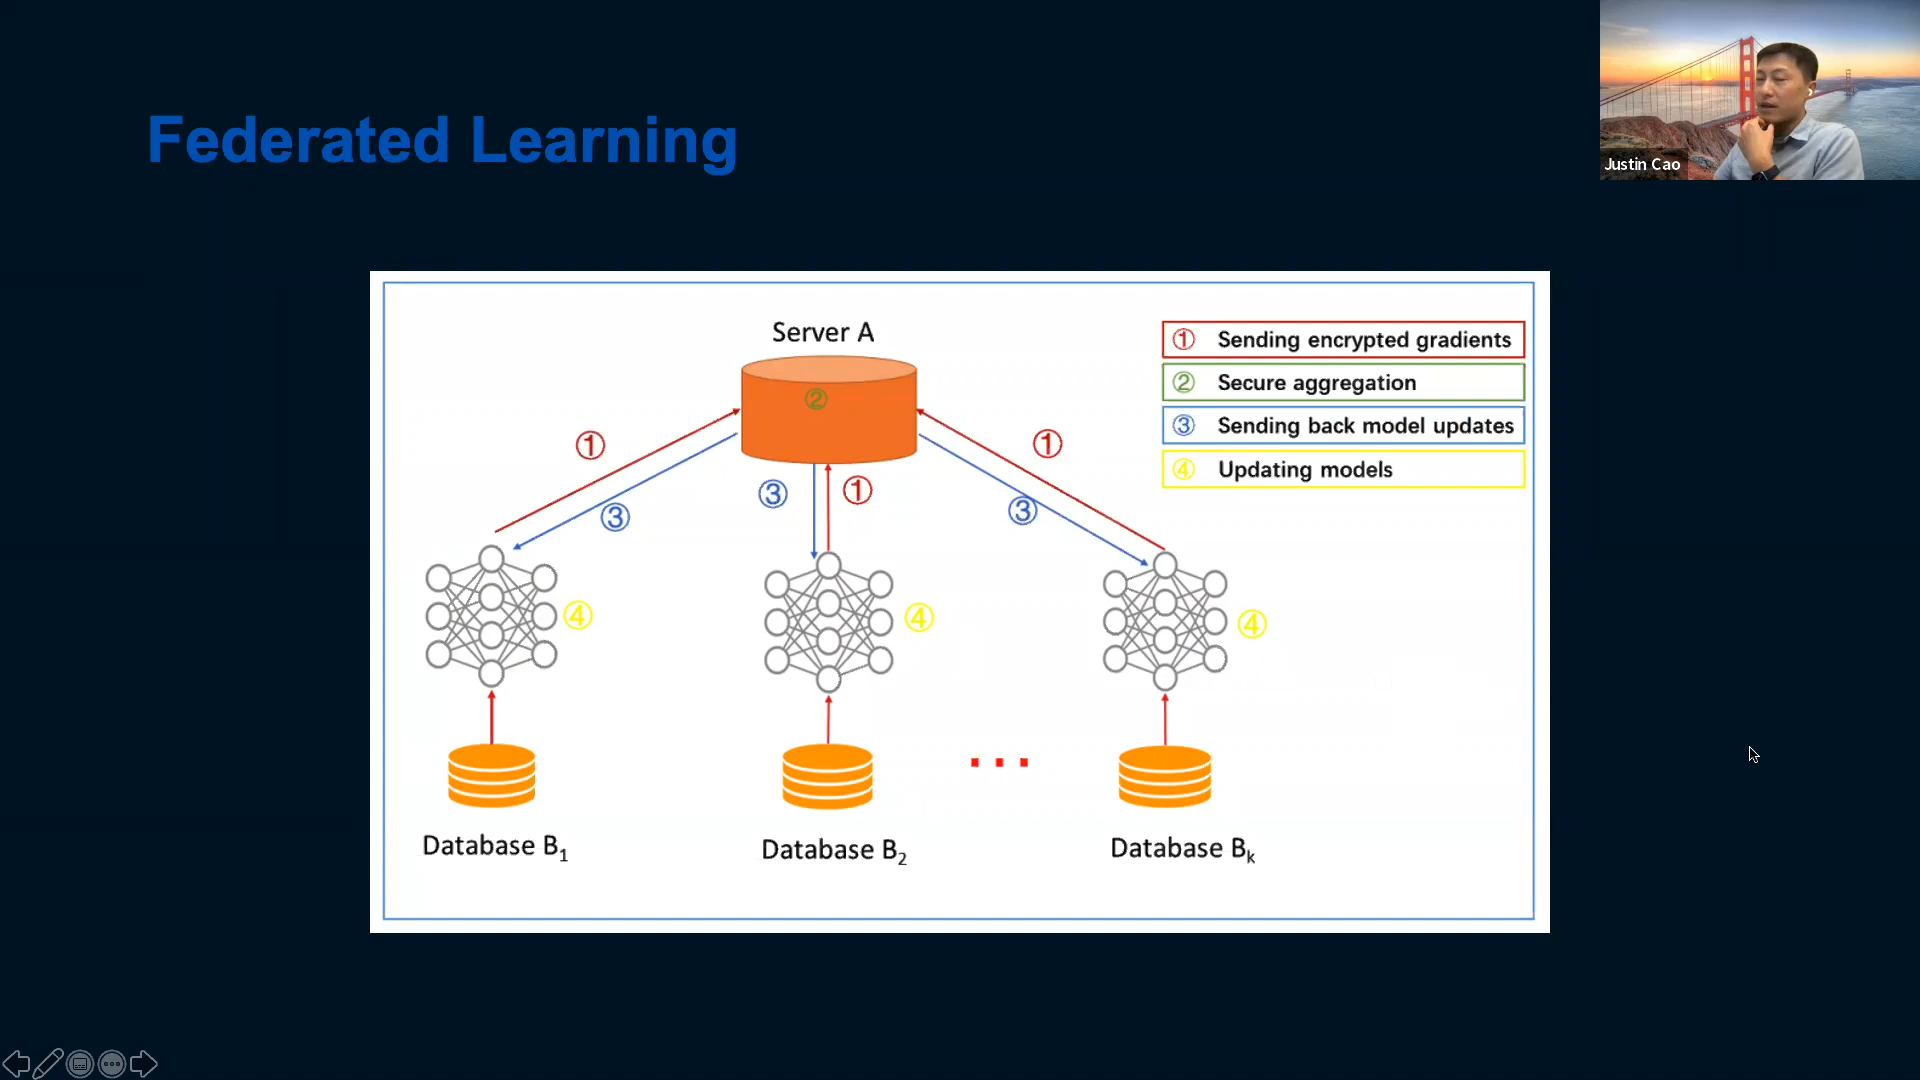 Federated Learning
Justin Cao
Server A
① Sending encrypted gradients
② Secure aggregation
③ Sending back model updates
④ Updating models
②
① ①
③ ① ③
③
④ ④ ④
...
Database B₁ Database B₂ Database Bₖ